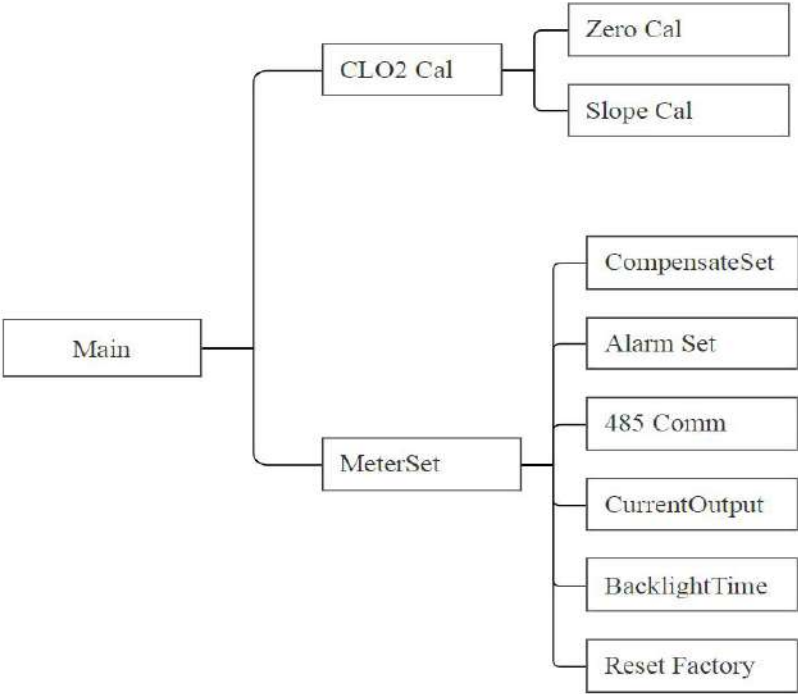 Main
CLO2 Cal
Zero Cal
Slope Cal
MeterSet
CompensateSet
Alarm Set
485 Comm
CurrentOutput
BacklightTime
Reset Factory